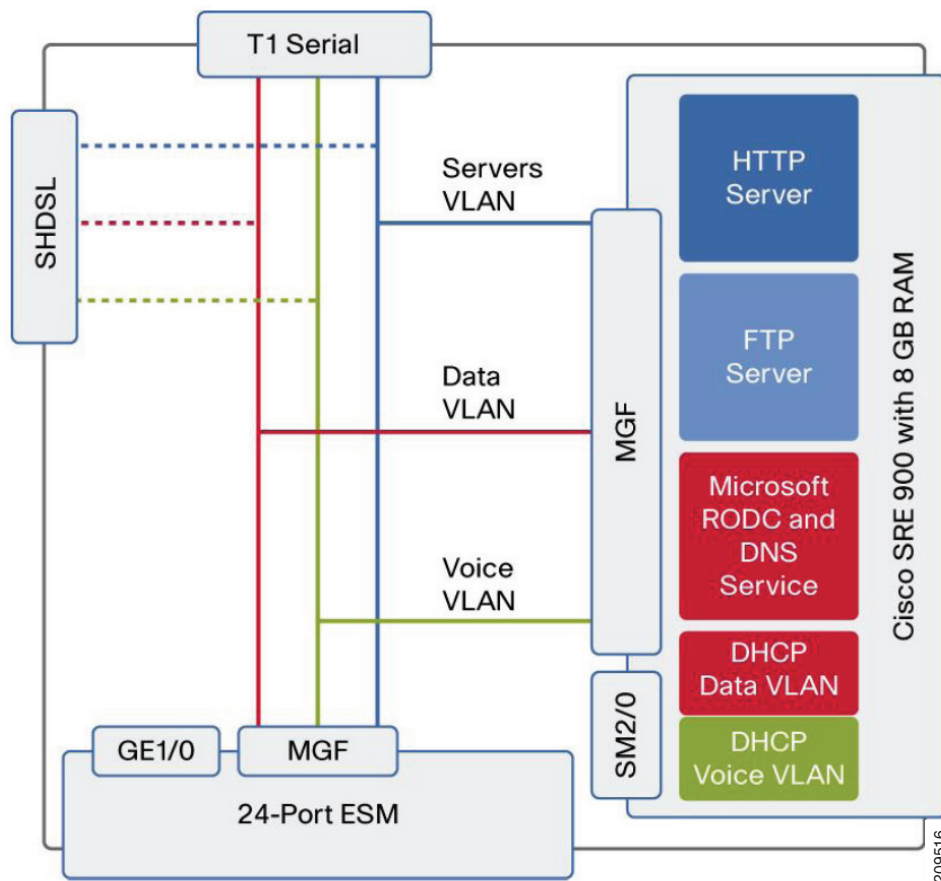 T1 Serial
SHDSL
Servers
VLAN
Data
VLAN
Voice
VLAN
MGF
SM2/0
HTTP
Server
FTP
Server
Microsoft
RODC and
DNS
Service
DHCP
Data VLAN
DHCP
Voice VLAN
Cisco SRE 900 with 8 GB RAM
GE1/0
MGF
24-Port ESM
209516